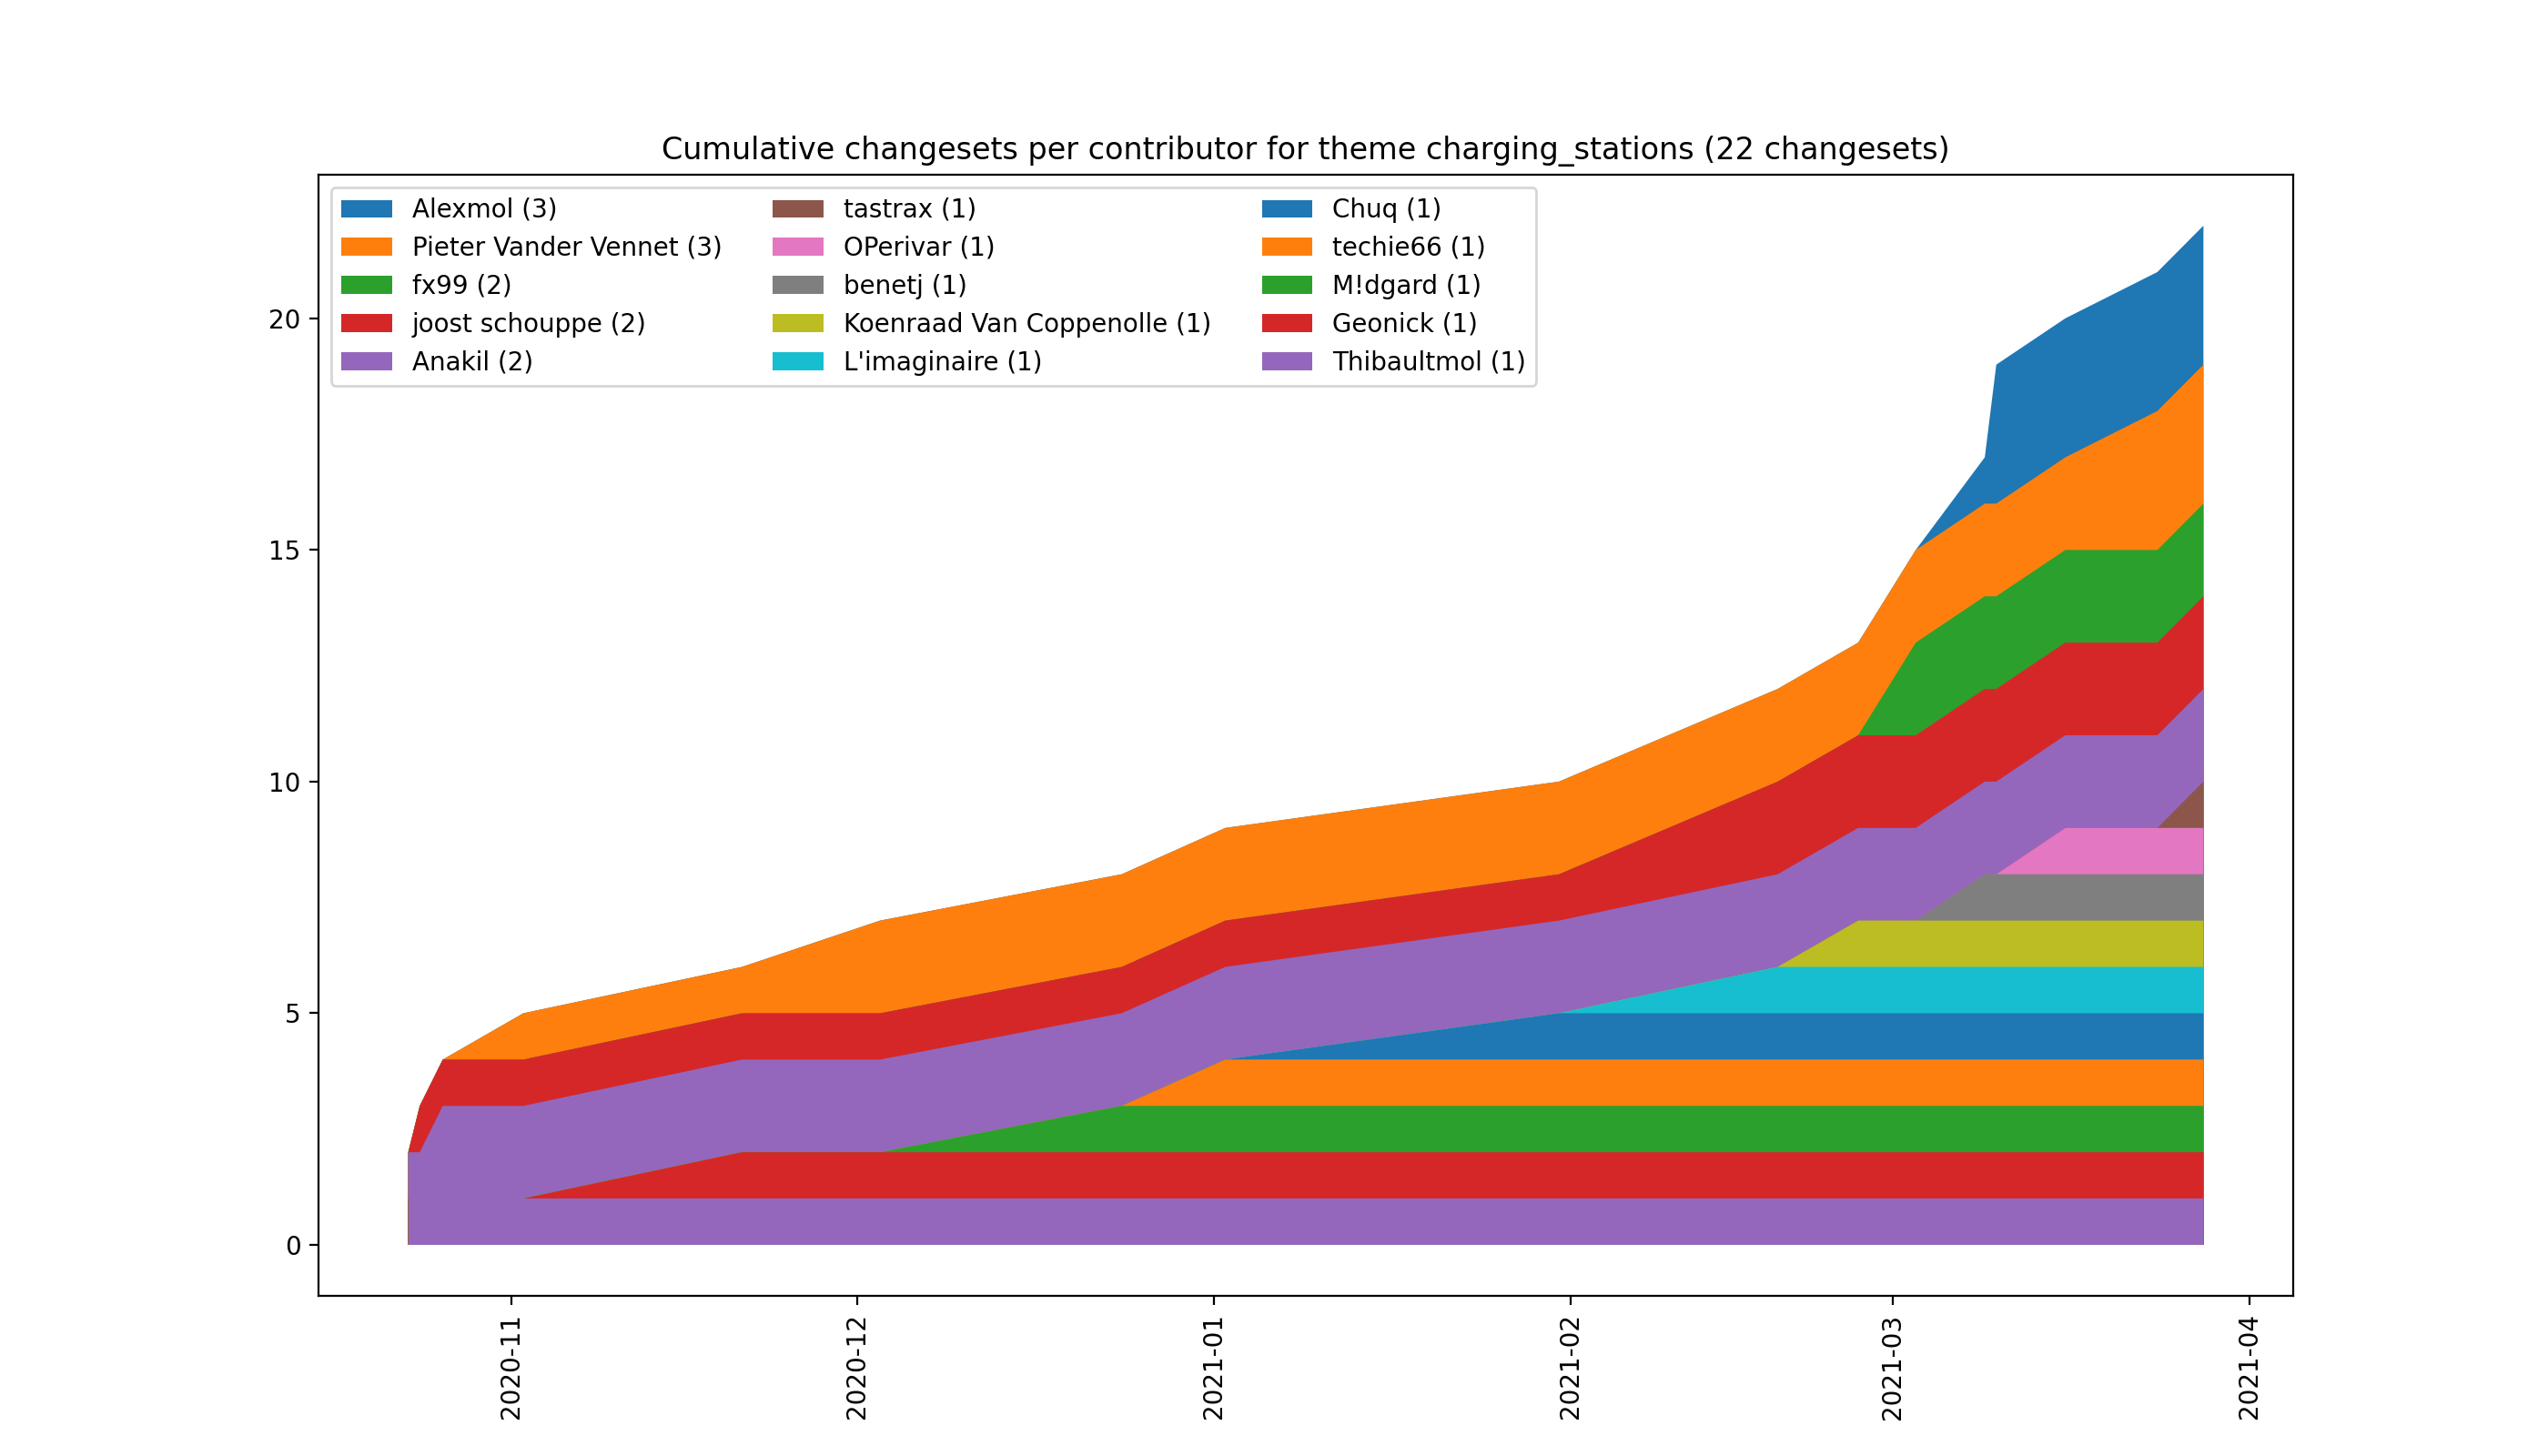 Cumulative changesets per contributor for theme charging_stations (22 changesets)
Alexmol (3)
Pieter Vander Vennet (3)
fx99 (2)
joost schouppe (2)
Anakil (2)
tastrax (1)
OPerivar (1)
benetj (1)
Koenraad Van Coppenolle (1)
L'imaginaire (1)
Chuq (1)
techie66 (1)
M!dgard (1)
Geonick (1)
Thibaultmol (1)
20
15
10
5
0
2020-11
2020-12
2021-01
2021-02
2021-03
2021-04